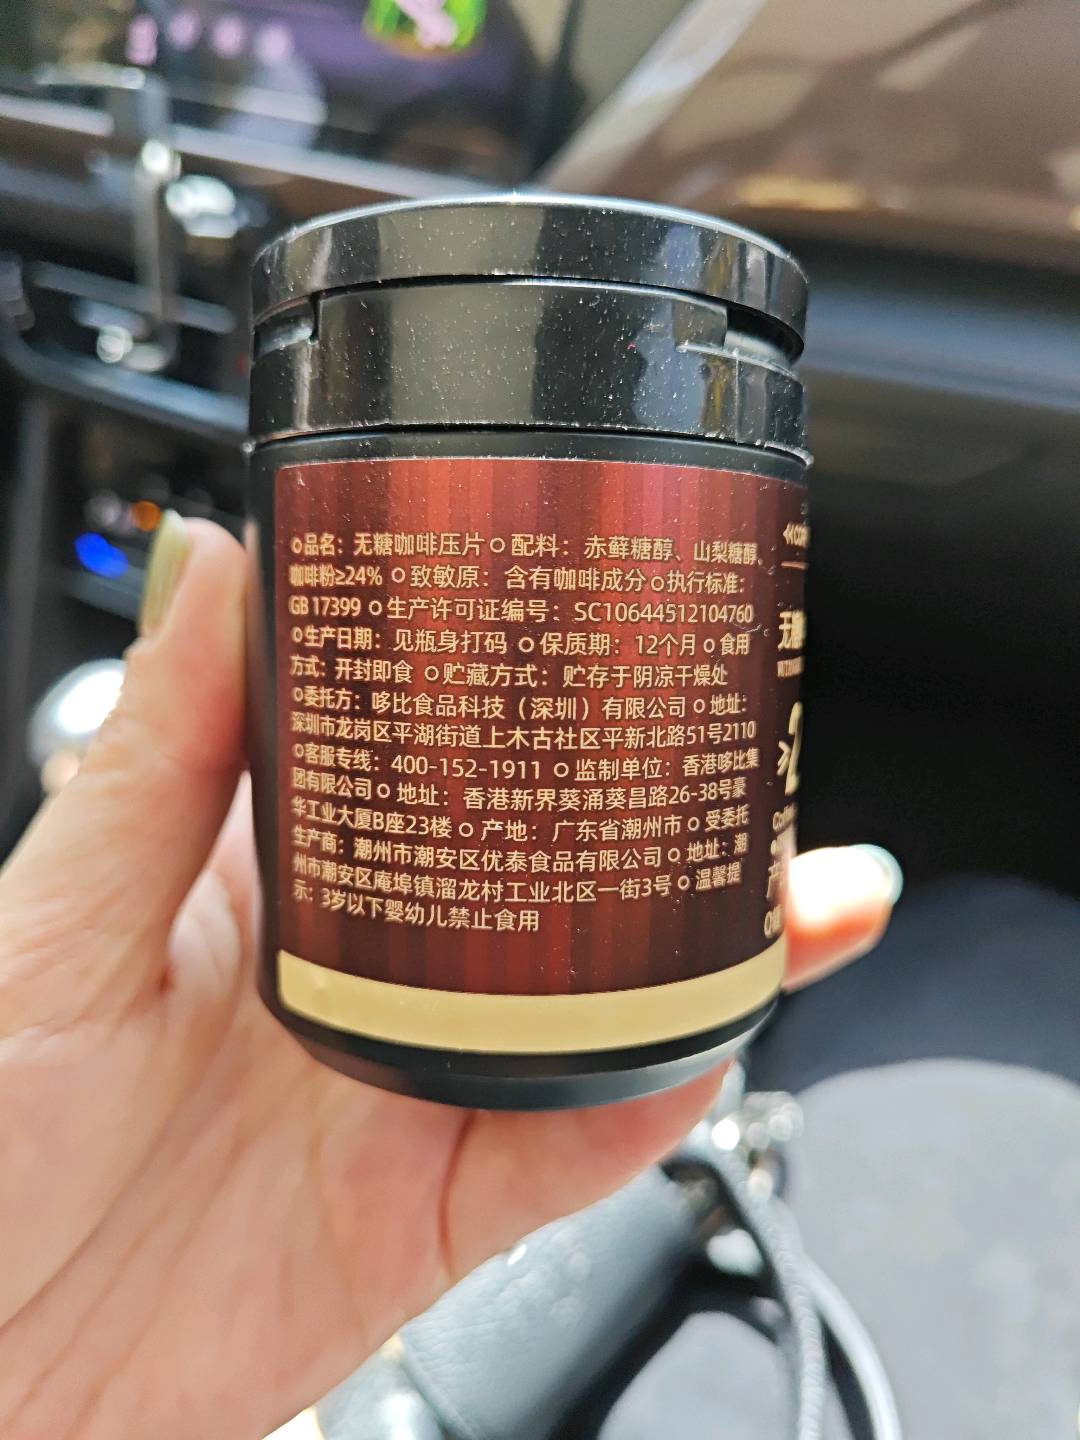 ○品名：无糖咖啡压片○配料：赤藓糖醇、山梨糖醇、
咖啡粉≥24% ○致敏原：含有咖啡成分○执行标准：
GB 17399 ○生产许可证编号：SC10644512104760
○生产日期：见瓶身打码 ○保质期：12个月○食用
方式：开封即食 ○贮藏方式：贮存于阴凉干燥处
○委托方：哆比食品科技（深圳）有限公司○地址：
深圳市龙岗区平湖街道上木古社区平新北路51号2110
○客服专线：400-152-1911 ○监制单位：香港哆比集
团有限公司○地址：香港新界葵涌葵昌路26-38号豪
华工业大厦B座23楼○产地：广东省潮州市○受委托
生产商：潮州市潮安区优泰食品有限公司○地址：潮
州市潮安区庵埠镇溜龙村工业北区一街3号○温馨提
示：3岁以下婴幼儿禁止食用
无糖